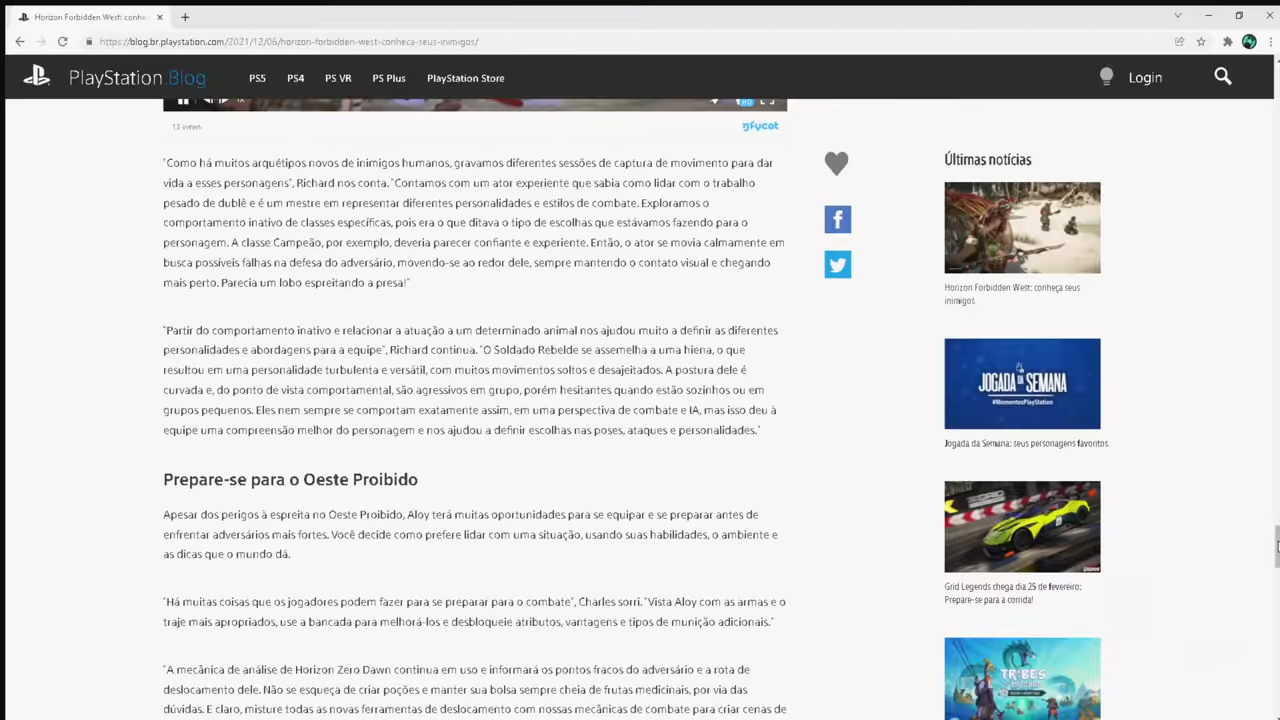 Horizon Forbidden West: conhe
https://blog.br.playstation.com/2021/12/06/horizon-forbidden-west-conheca-seus-inimigos/
PlayStation.Blog
PS5
PS4
PS VR
PS Plus
PlayStation Store
Login
1x
HD
13 views
gfycat
"Como há muitos arquétipos novos de inimigos humanos, gravamos diferentes sessões de captura de movimento para dar
vida a esses personagens", Richard nos conta. "Contamos com um ator experiente que sabia como lidar com o trabalho
pesado de dublê e é um mestre em representar diferentes personalidades e estilos de combate. Exploramos o
comportamento inativo de classes específicas, pois era o que ditava o tipo de escolhas que estávamos fazendo para o
personagem. A classe Campeão, por exemplo, deveria parecer confiante e experiente. Então, o ator se movia calmamente em
busca possíveis falhas na defesa do adversário, movendo-se ao redor dele, sempre mantendo o contato visual e chegando
mais perto. Parecia um lobo espreitando a presa!"
"Partir do comportamento inativo e relacionar a atuação a um determinado animal nos ajudou muito a definir as diferentes
personalidades e abordagens para a equipe", Richard continua. "O Soldado Rebelde se assemelha a uma hiena, o que
resultou em uma personalidade turbulenta e versátil, com muitos movimentos soltos e desajeitados. A postura dele é
curvada e, do ponto de vista comportamental, são agressivos em grupo, porém hesitantes quando estão sozinhos ou em
grupos pequenos. Eles nem sempre se comportam exatamente assim, em uma perspectiva de combate e IA, mas isso deu à
equipe uma compreensão melhor do personagem e nos ajudou a definir escolhas nas poses, ataques e personalidades."
Prepare-se para o Oeste Proibido
Apesar dos perigos à espreita no Oeste Proibido, Aloy terá muitas oportunidades para se equipar e se preparar antes de
enfrentar adversários mais fortes. Você decide como prefere lidar com uma situação, usando suas habilidades, o ambiente e
as dicas que o mundo dá.
"Há muitas coisas que os jogadores podem fazer para se preparar para o combate", Charles sorri. "Vista Aloy com as armas e o
traje mais apropriados, use a bancada para melhorá-los e desbloqueie atributos, vantagens e tipos de munição adicionais."
"A mecânica de análise de Horizon Zero Dawn continua em uso e informará os pontos fracos do adversário e a rota de
deslocamento dele. Não se esqueça de criar poções e manter sua bolsa sempre cheia de frutas medicinais, por via das
dúvidas. E claro, misture todas as novas ferramentas de deslocamento com nossas mecânicas de combate para criar cenas de
Últimas notícias
Horizon Forbidden West: conheça seus
inimigos
JOGADA DA SEMANA
#MomentosPlayStation
Jogada da Semana: seus personagens favoritos.
Grid Legends chega dia 25 de fevereiro:
Prepare-se para a corrida!
TRIBES